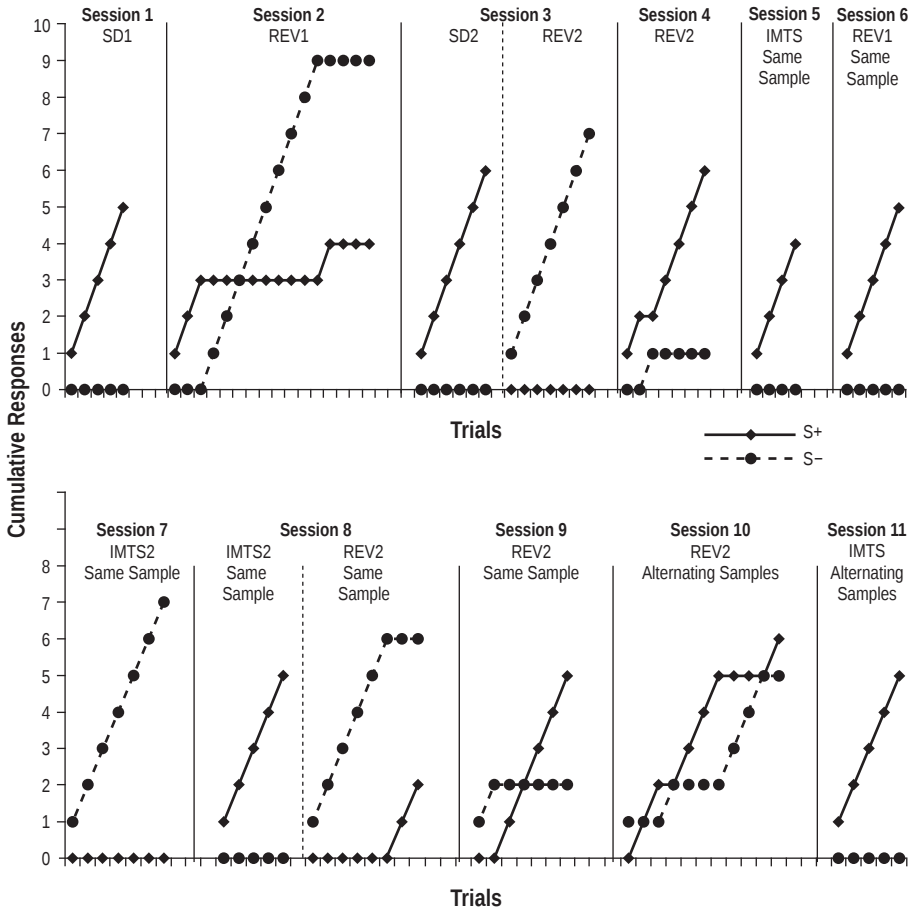 Session 1
SD1
Session 2
REV1
Session 3
SD2
REV2
Session 4
REV2
Session 5
IMTS
Same
Sample
Session 6
REV1
Same
Sample
10
9
8
7
6
5
4
3
2
1
0
Cumulative Responses
Trials
S+
S−
Session 7
IMTS2
Same Sample
Session 8
IMTS2
Same
Sample
REV2
Same
Sample
Session 9
REV2
Same Sample
Session 10
REV2
Alternating Samples
Session 11
IMTS
Alternating
Samples
8
7
6
5
4
3
2
1
0
Trials